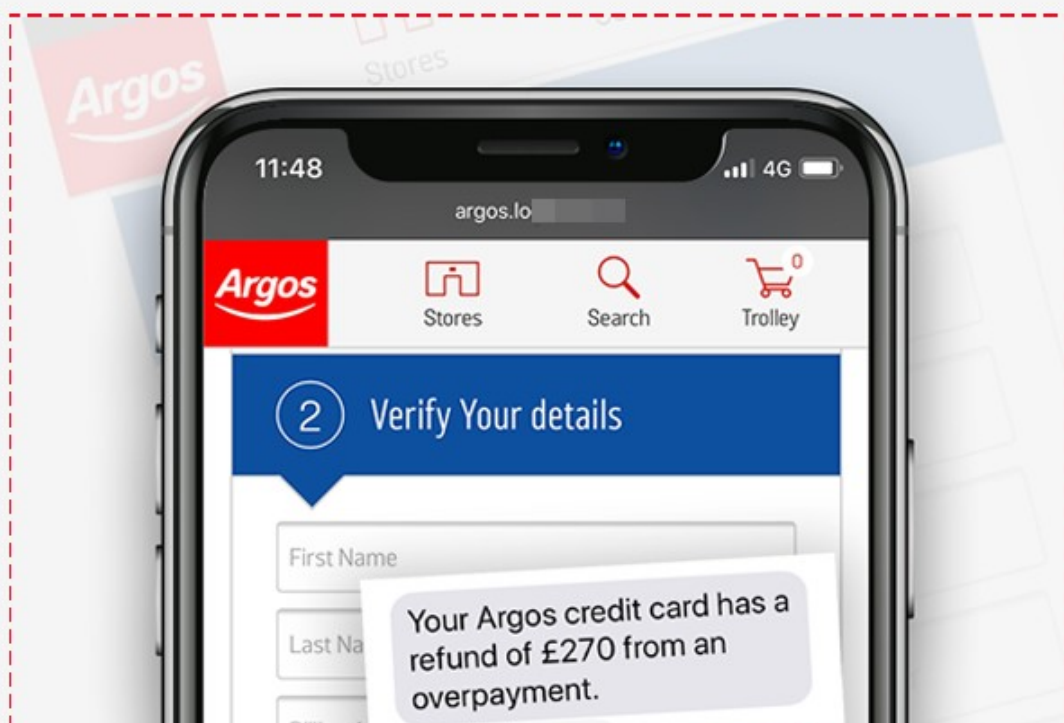 Argos
Stores
11:48
4G
argos.lo
Argos
Stores
Search
0
Trolley
2
Verify Your details
First Name
Last Na
Your Argos credit card has a
refund of £270 from an
overpayment.